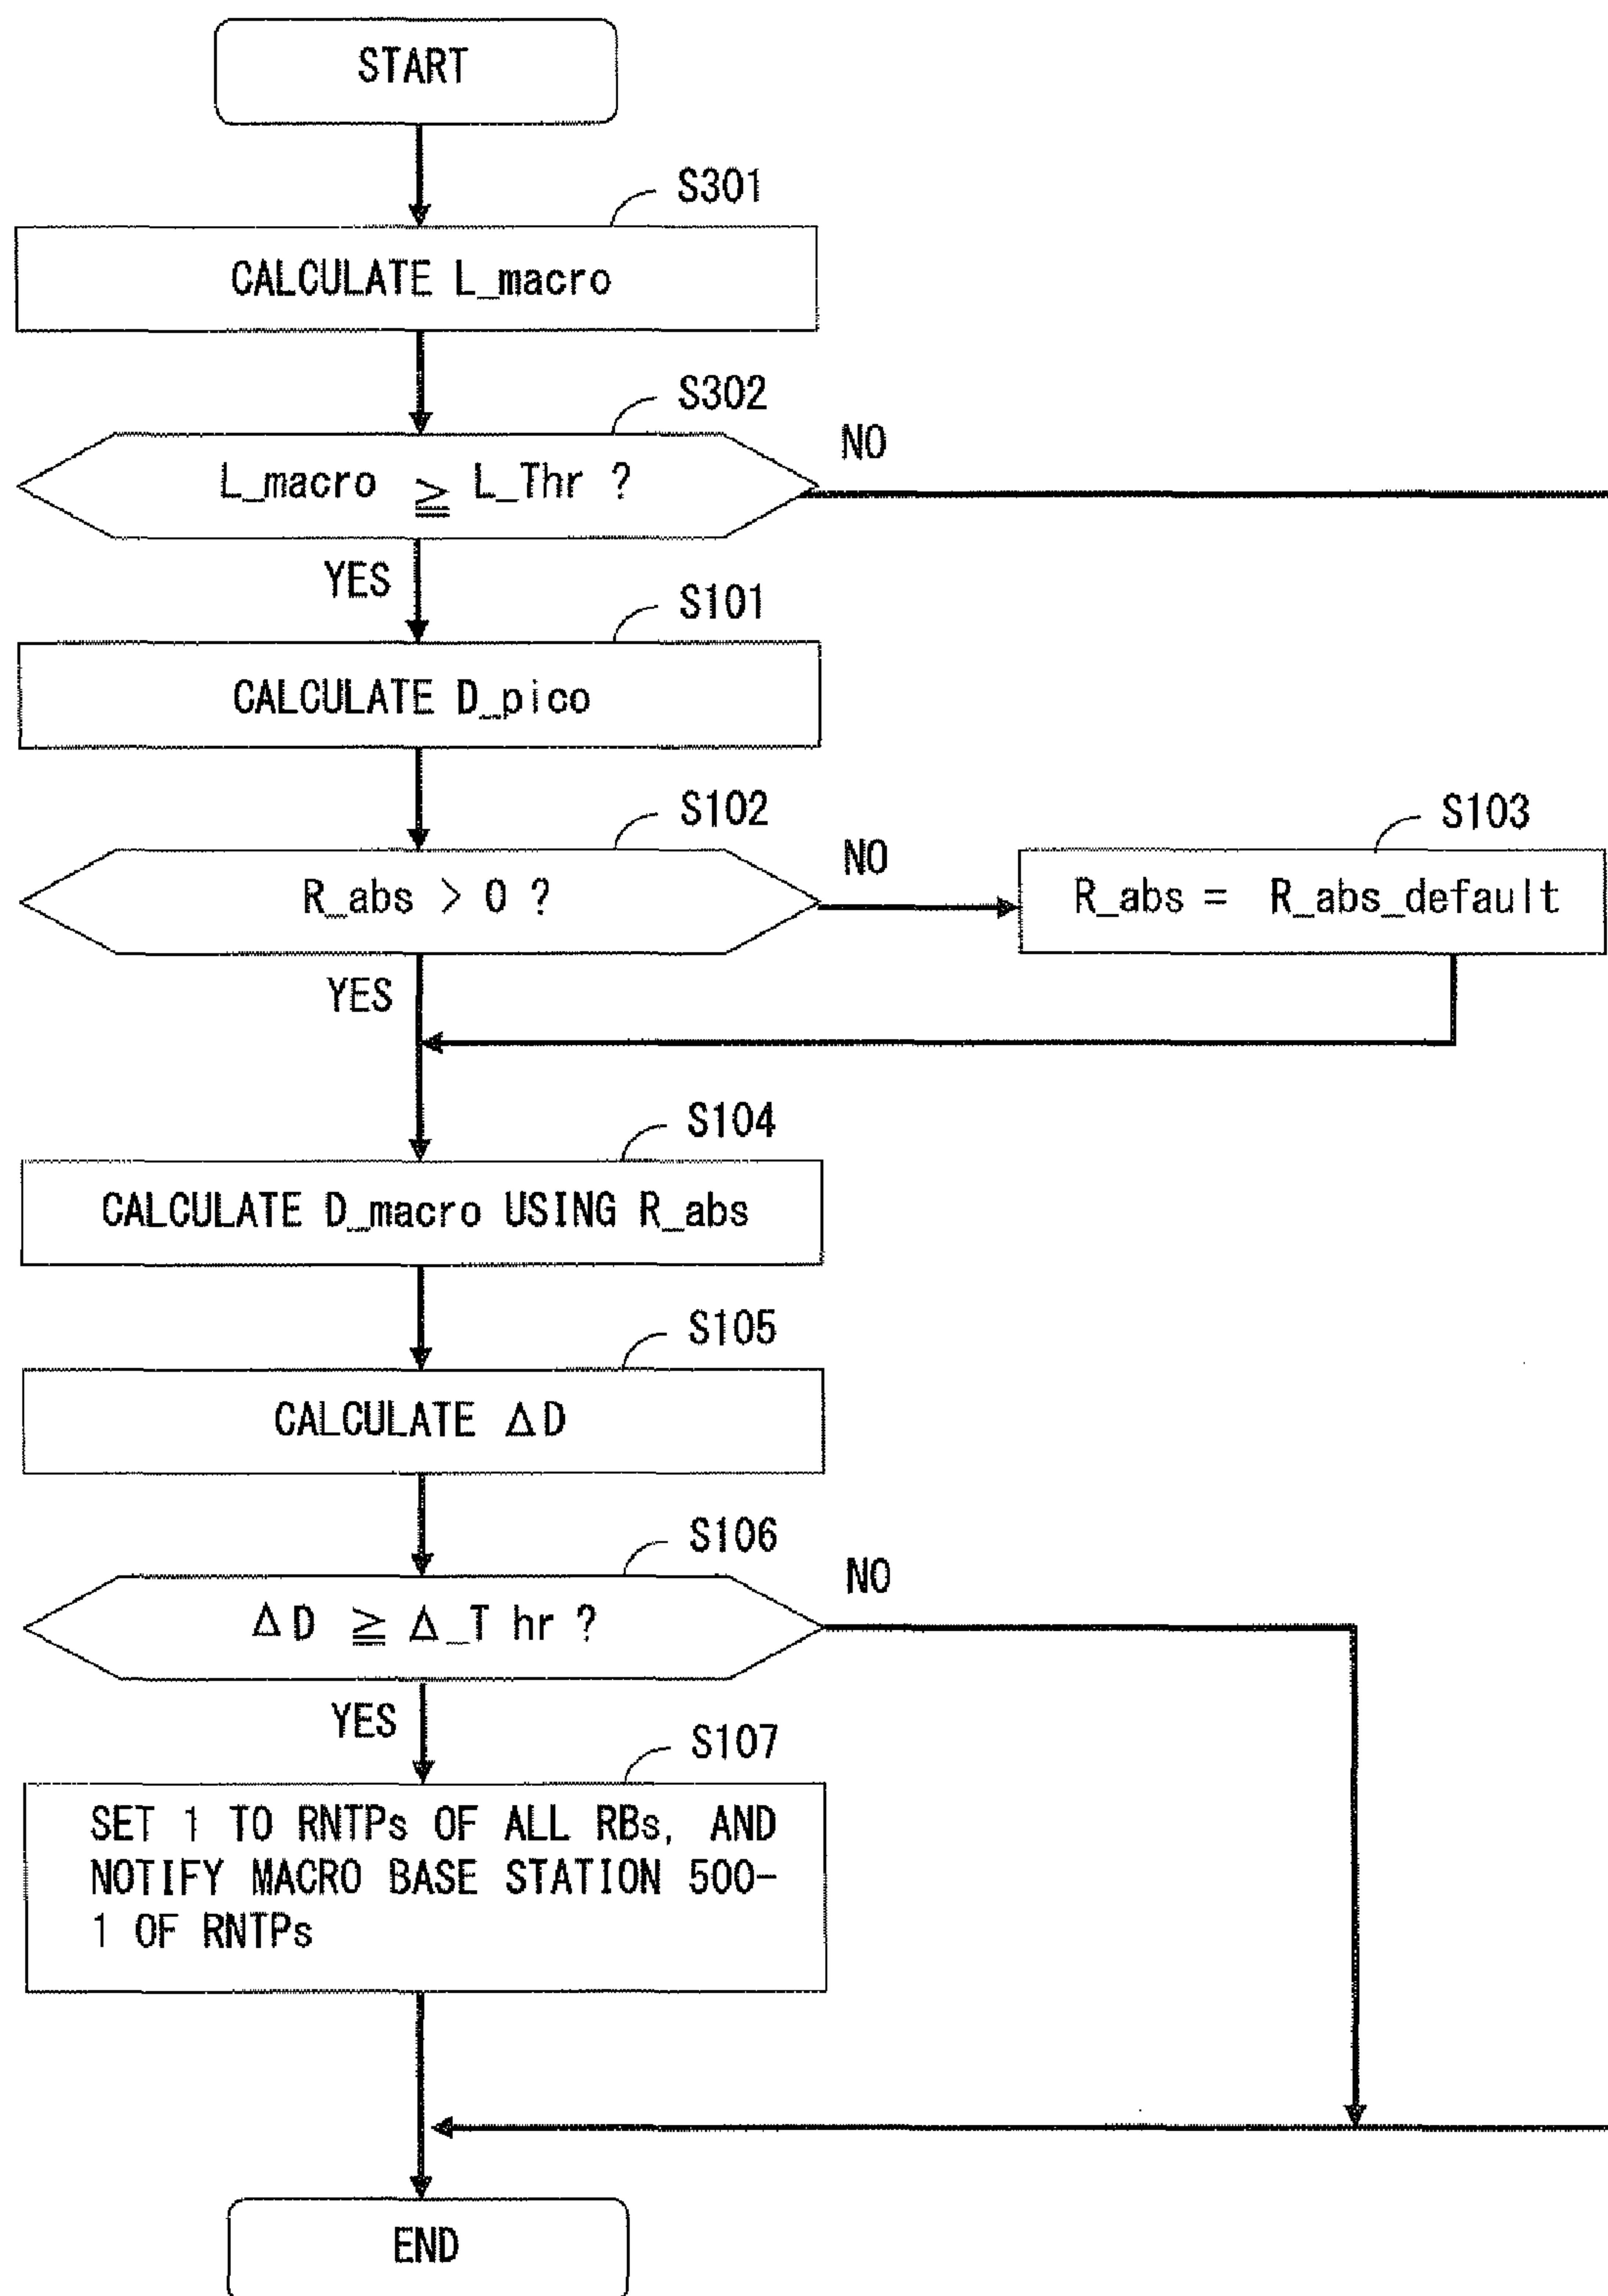 START
S301
CALCULATE L_macro
S302
L_macro ≧ L_Thr ?
NO
YES
S101
CALCULATE D_pico
S102
R_abs > 0 ?
NO
S103
R_abs = R_abs_default
YES
S104
CALCULATE D_macro USING R_abs
S105
CALCULATE ΔD
S106
ΔD ≧ Δ_T hr ?
NO
YES
S107
SET 1 TO RNTPs OF ALL RBs, AND
NOTIFY MACRO BASE STATION 500-
1 OF RNTPs
END